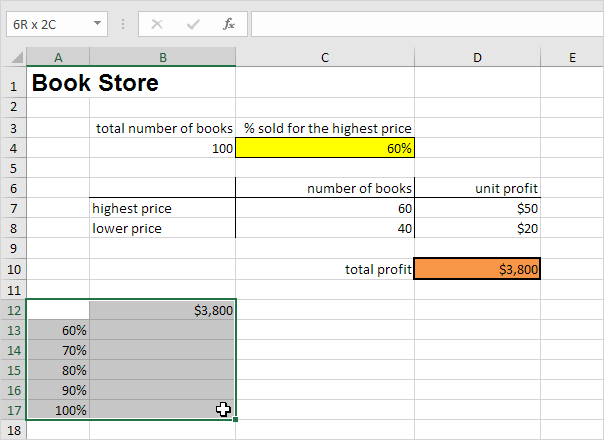 6R x 2C fx
A B C D E
1 Book Store
2
3 total number of books % sold for the highest price
4 100 60%
5
6 number of books unit profit
7 highest price 60 $50
8 lower price 40 $20
9
10 total profit $3,800
11
12 $3,800
13 60%
14 70%
15 80%
16 90%
17 100%
18